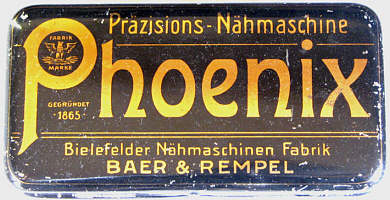 Präzisions-Nähmaschine
FABRIK
MARKE
Phoenix
GEGRÜNDET
1865
Bielefelder Nähmaschinen Fabrik
BAER & REMPEL